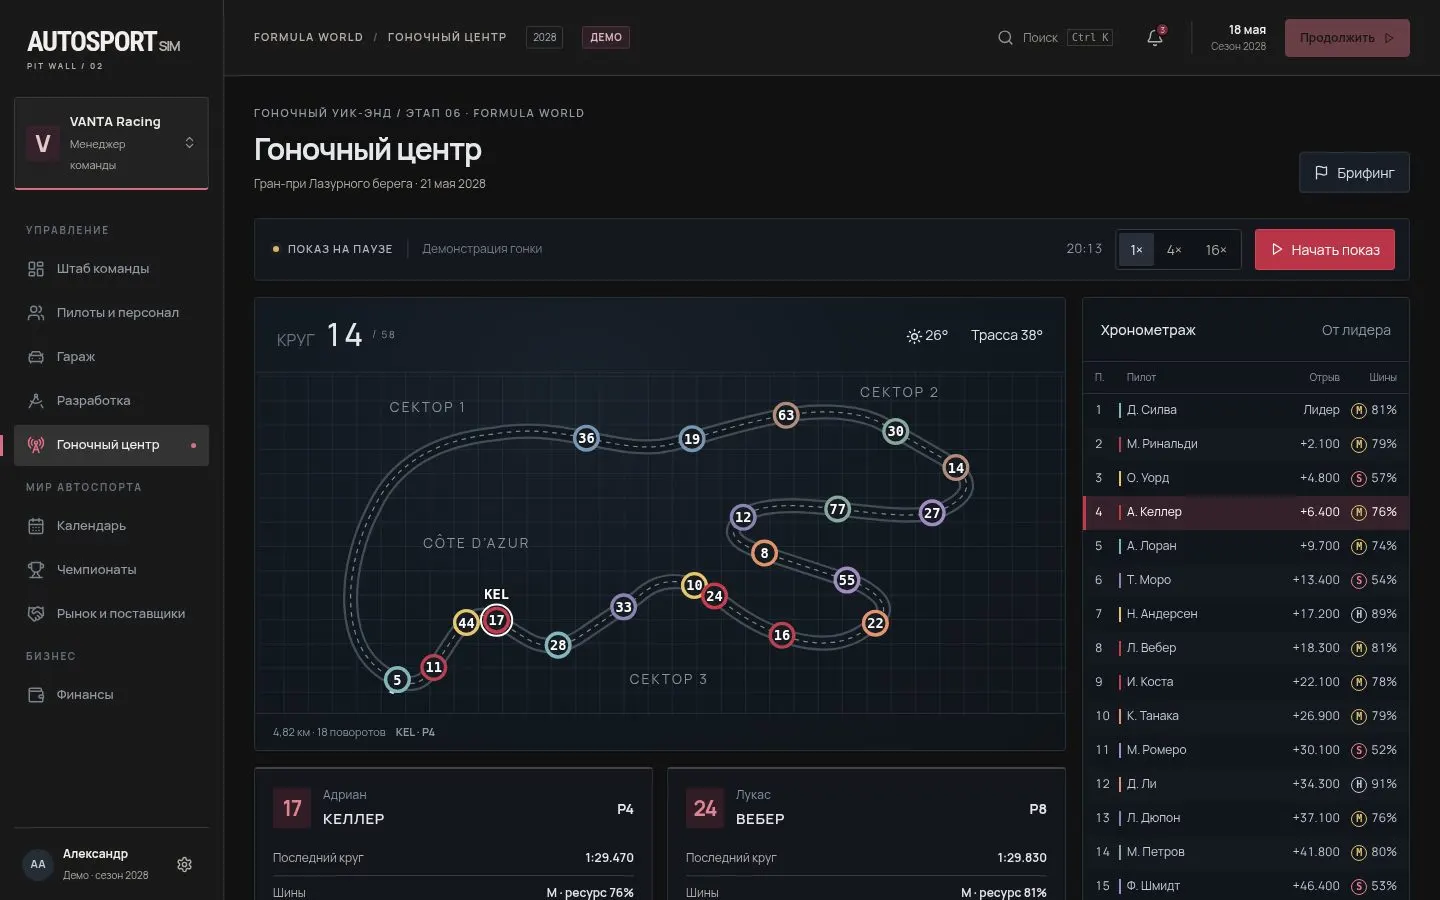 AUTOSPORT SIM
PIT WALL / 02
V
VANTA Racing
Менеджер
команды
УПРАВЛЕНИЕ
Штаб команды
Пилоты и персонал
Гараж
Разработка
Гоночный центр
МИР АВТОСПОРТА
Календарь
Чемпионаты
Рынок и поставщики
БИЗНЕС
Финансы
AA
Александр
Демо · сезон 2028
FORMULA WORLD / ГОНОЧНЫЙ ЦЕНТР 2028 ДЕМО
Поиск Ctrl K
3
18 мая
Сезон 2028
Продолжить
ГОНОЧНЫЙ УИК-ЭНД / ЭТАП 06 · FORMULA WORLD
Гоночный центр
Гран-при Лазурного берега · 21 мая 2028
Брифинг
ПОКАЗ НА ПАУЗЕ Демонстрация гонки
20:13 1× 4× 16× Начать показ
КРУГ 14 / 58
26° Трасса 38°
СЕКТОР 1
СЕКТОР 2
36
19
63
30
14
27
77
12
8
55
22
16
24
10
33
28
KEL
17
44
11
5
CÔTE D'AZUR
СЕКТОР 3
4,82 км · 18 поворотов KEL · P4
17
Адриан
КЕЛЛЕР
P4
Последний круг 1:29.470
Шины M · ресурс 76%
24
Лукас
ВЕБЕР
P8
Последний круг 1:29.830
Шины M · ресурс 81%
Хронометраж От лидера
П. Пилот Отрыв Шины
1 Д. Силва Лидер M 81%
2 М. Ринальди +2.100 M 79%
3 О. Уорд +4.800 S 57%
4 А. Келлер +6.400 M 76%
5 А. Лоран +9.700 M 74%
6 Т. Моро +13.400 S 54%
7 Н. Андерсен +17.200 H 89%
8 Л. Вебер +18.300 M 81%
9 И. Коста +22.100 M 78%
10 К. Танака +26.900 M 79%
11 М. Ромеро +30.100 S 52%
12 Д. Ли +34.300 H 91%
13 Л. Дюпон +37.100 M 76%
14 М. Петров +41.800 M 80%
15 Ф. Шмидт +46.400 S 53%